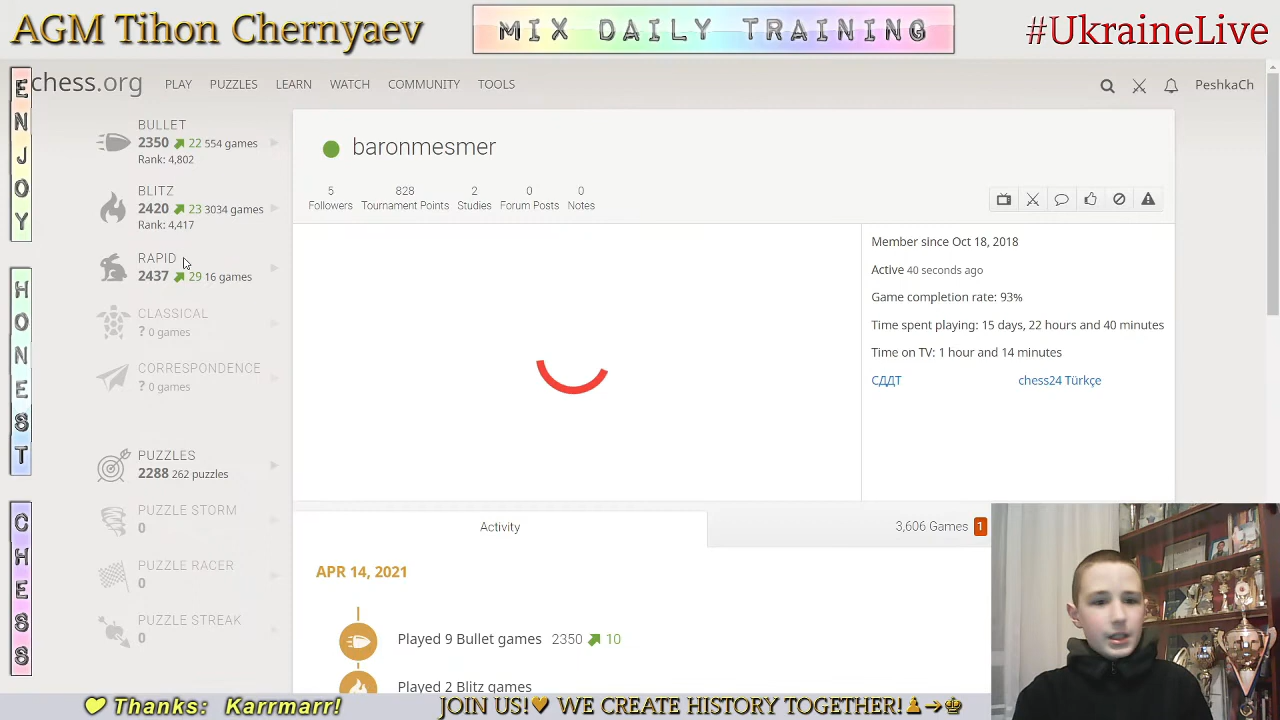 AGM Tihon Chernyaev
MIX DAILY TRAINING
#UkraineLive
ENJOY
HONEST
CHESS
chess.org
PLAY
PUZZLES
LEARN
WATCH
COMMUNITY
TOOLS
PeshkaCh
BULLET
2350 22 554 games
Rank: 4,802
BLITZ
2420 23 3034 games
Rank: 4,417
RAPID
2437 29 16 games
CLASSICAL
? 0 games
CORRESPONDENCE
? 0 games
PUZZLES
2288 262 puzzles
PUZZLE STORM
0
PUZZLE RACER
0
PUZZLE STREAK
0
baronmesmer
5 828 2 0 0
Followers Tournament Points Studies Forum Posts Notes
Member since Oct 18, 2018
Active 40 seconds ago
Game completion rate: 93%
Time spent playing: 15 days, 22 hours and 40 minutes
Time on TV: 1 hour and 14 minutes
СДДТ chess24 Türkçe
Activity
3,606 Games 1
APR 14, 2021
Played 9 Bullet games 2350 10
Played 2 Blitz games
Thanks: Karrmarr!
JOIN US! WE CREATE HISTORY TOGETHER!